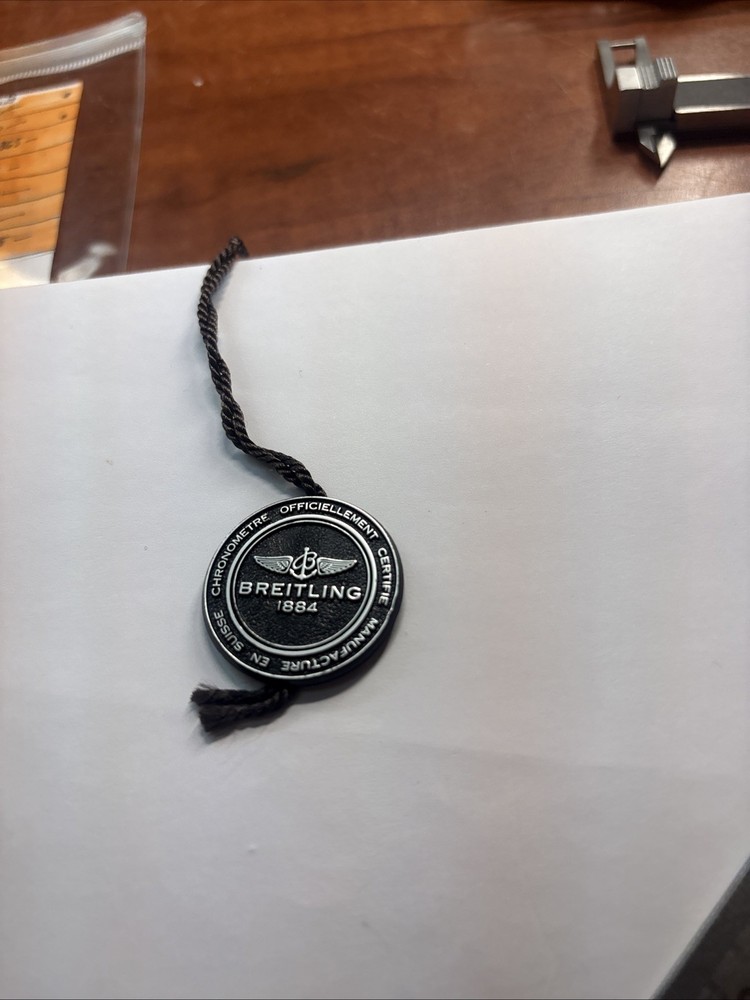 CHRONOMETRE OFFICIELLEMENT CERTIFIE MANUFACTURE EN SUISSE
BREITLING
1884